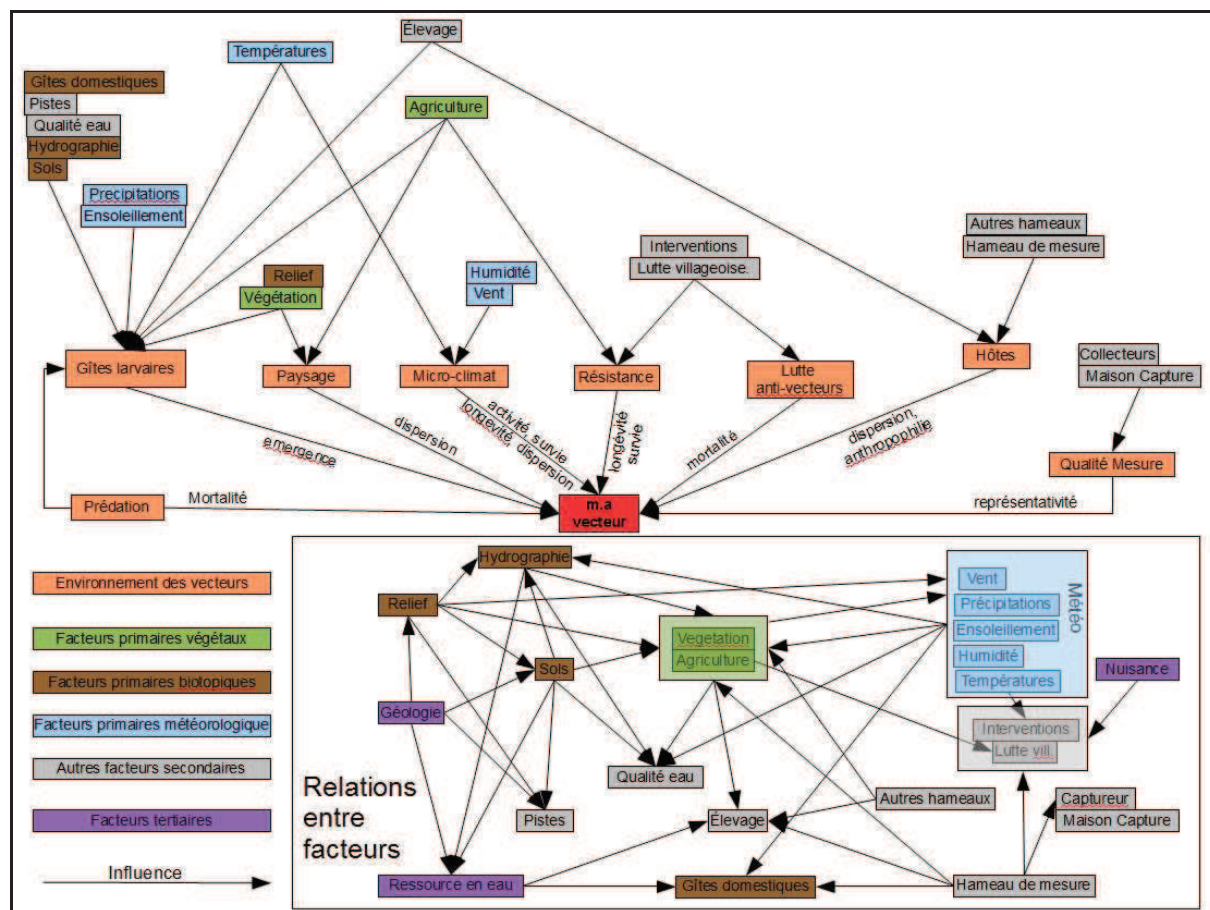 Élevage
Températures
Gîtes domestiques
Pistes
Qualité eau
Hydrographie
Sols
Agriculture
Precipitations
Ensoleillement
Autres hameaux
Hameau de mesure
Interventions
Lutte villageoise.
Relief
Végétation
Humidité
Vent
Gîtes larvaires
Paysage
Micro-climat
Résistance
Lutte
anti-vecteurs
Hôtes
Collecteurs
Maison Capture
emergence
dispersion
activité, survie
longévité, dispersion
longévité
survie
mortalité
dispersion,
anthropophilie
Qualité Mesure
Prédation
Mortalité
m.a
vecteur
représentativité
Environnement des vecteurs
Facteurs primaires végétaux
Facteurs primaires biotopiques
Facteurs primaires météorologique
Autres facteurs secondaires
Facteurs tertiaires
Influence
Hydrographie
Relief
Sols
Géologie
Vegetation
Agriculture
Vent
Précipitations
Ensoleillement
Humidité
Températures
Météo
Nuisance
Interventions
Lutte vill.
Qualité eau
Pistes
Élevage
Autres hameaux
Captureur
Maison Capture
Relations
entre
facteurs
Ressource en eau
Gîtes domestiques
Hameau de mesure